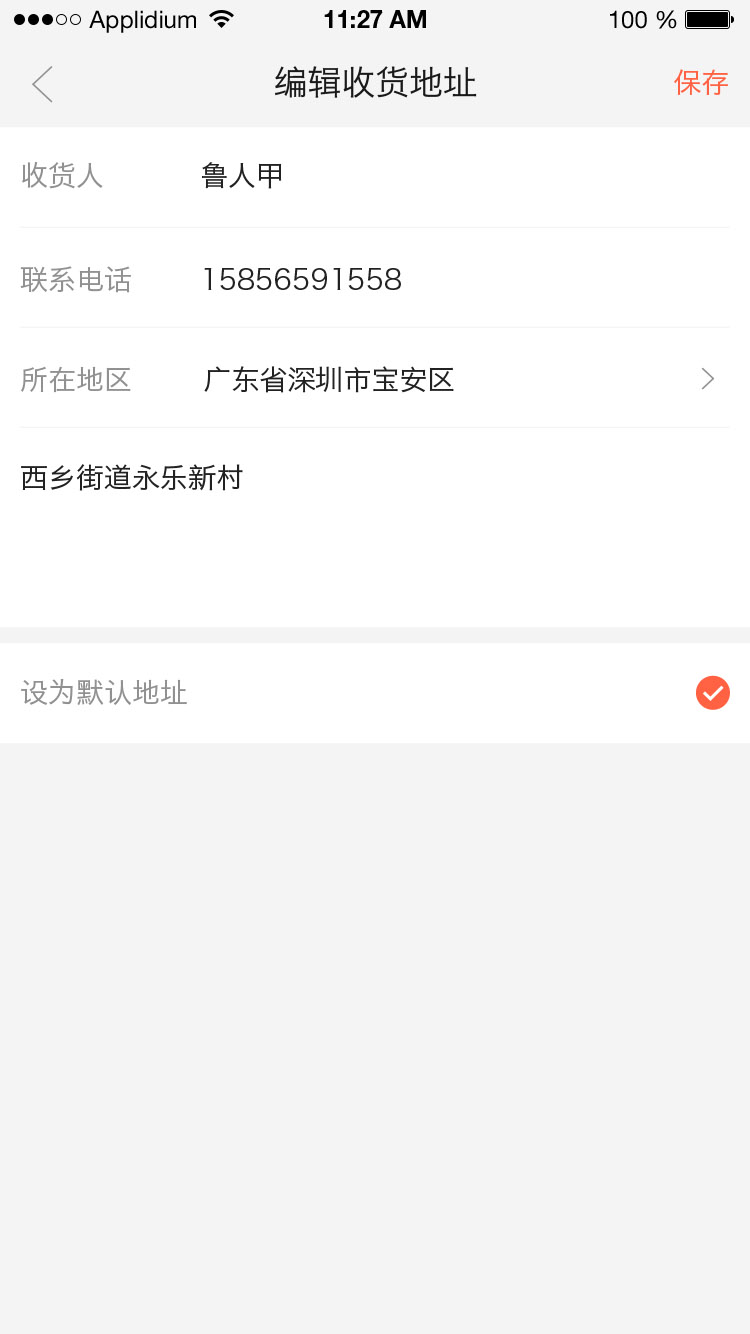 Applidium 11:27 AM 100 %
编辑收货地址 保存
收货人 鲁人甲
联系电话 15856591558
所在地区 广东省深圳市宝安区
西乡街道永乐新村
设为默认地址